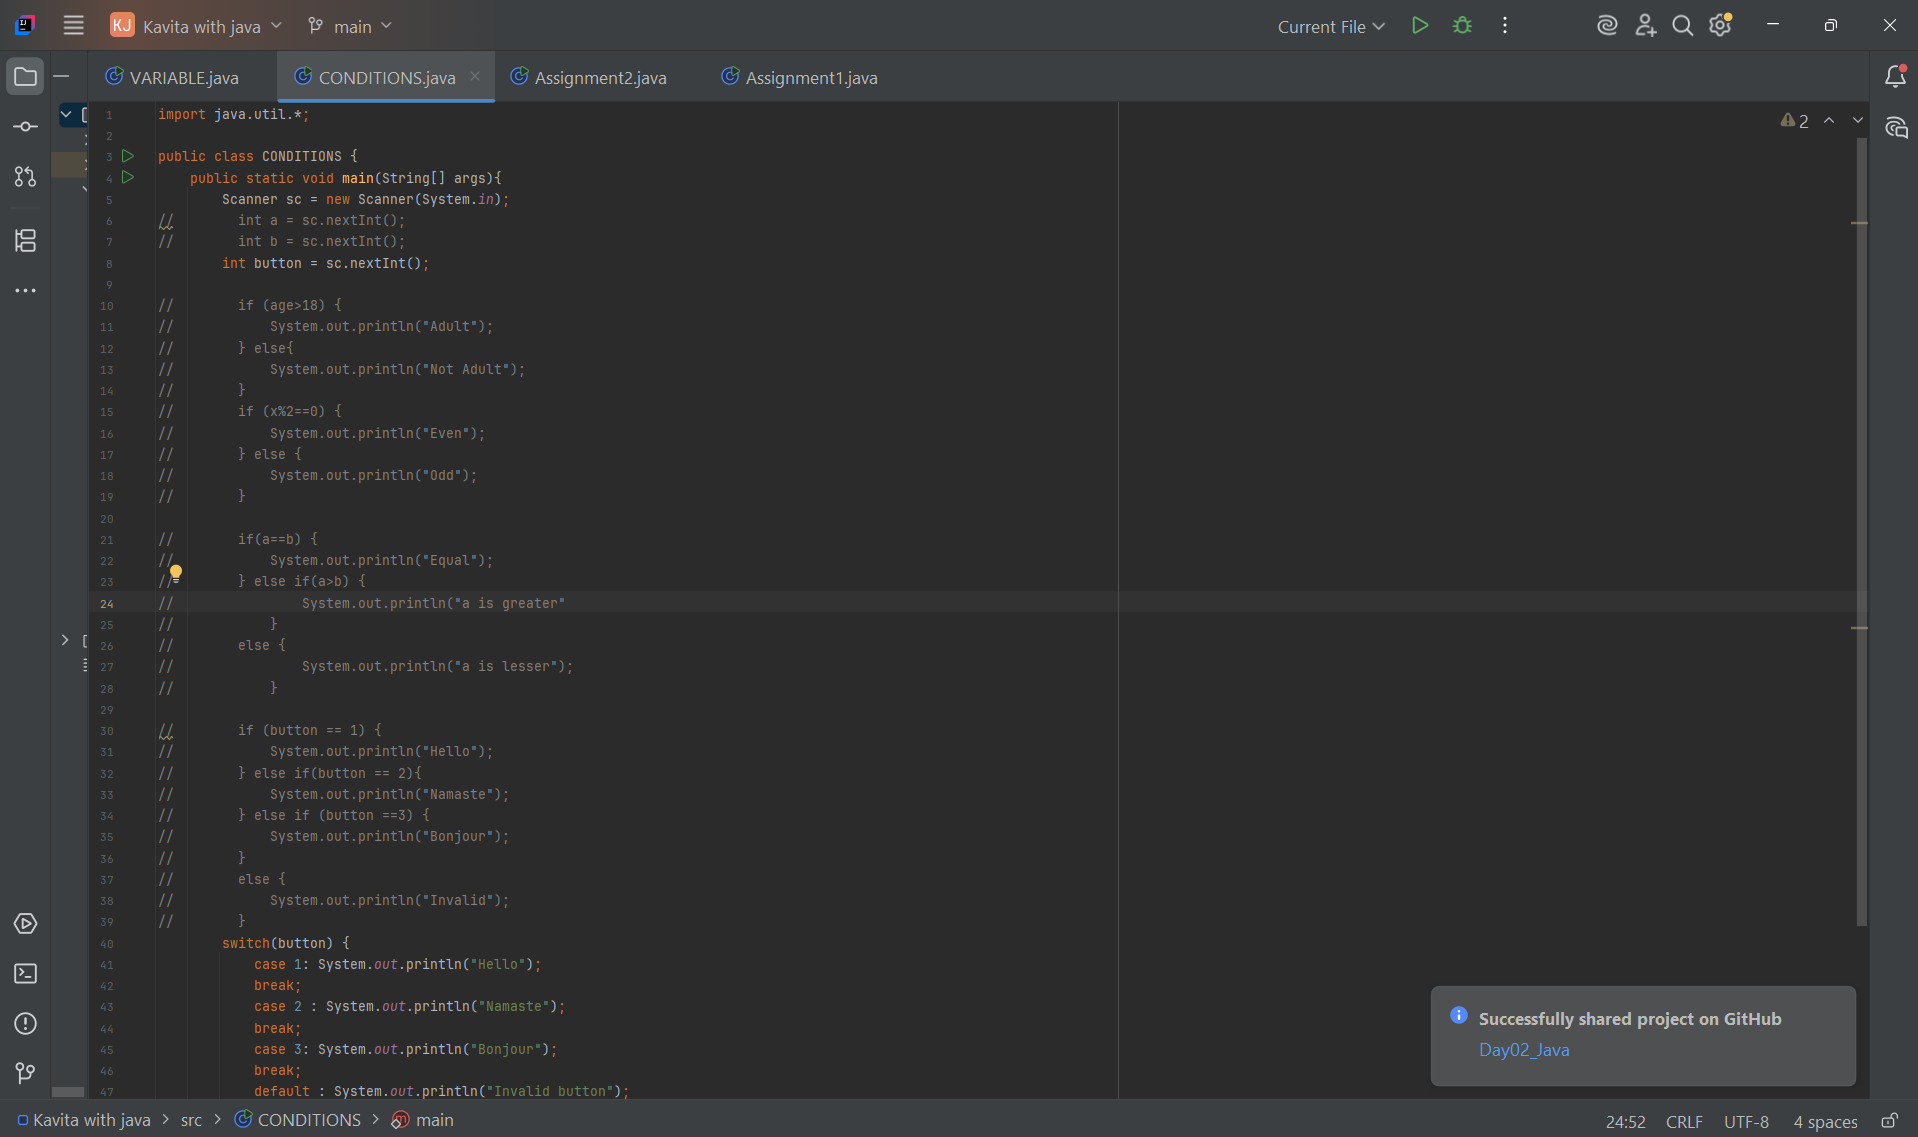 KJ Kavita with java main Current File
VARIABLE.java CONDITIONS.java Assignment2.java Assignment1.java
2
1 import java.util.*;
2
3 public class CONDITIONS {
4 public static void main(String[] args){
5 Scanner sc = new Scanner(System.in);
6 // int a = sc.nextInt();
7 // int b = sc.nextInt();
8 int button = sc.nextInt();
9
10 // if (age>18) {
11 // System.out.println("Adult");
12 // } else{
13 // System.out.println("Not Adult");
14 // }
15 // if (x%2==0) {
16 // System.out.println("Even");
17 // } else {
18 // System.out.println("Odd");
19 // }
20
21 // if(a==b) {
22 // System.out.println("Equal");
23 // } else if(a>b) {
24 // System.out.println("a is greater"
25 // }
26 // else {
27 // System.out.println("a is lesser");
28 // }
29
30 // if (button == 1) {
31 // System.out.println("Hello");
32 // } else if(button == 2){
33 // System.out.println("Namaste");
34 // } else if (button ==3) {
35 // System.out.println("Bonjour");
36 // }
37 // else {
38 // System.out.println("Invalid");
39 // }
40 switch(button) {
41 case 1: System.out.println("Hello");
42 break;
43 case 2 : System.out.println("Namaste");
44 break;
45 case 3: System.out.println("Bonjour");
46 break;
47 default : System.out.println("Invalid button");
Successfully shared project on GitHub
Day02_Java
Kavita with java > src > CONDITIONS > main
24:52 CRLF UTF-8 4 spaces